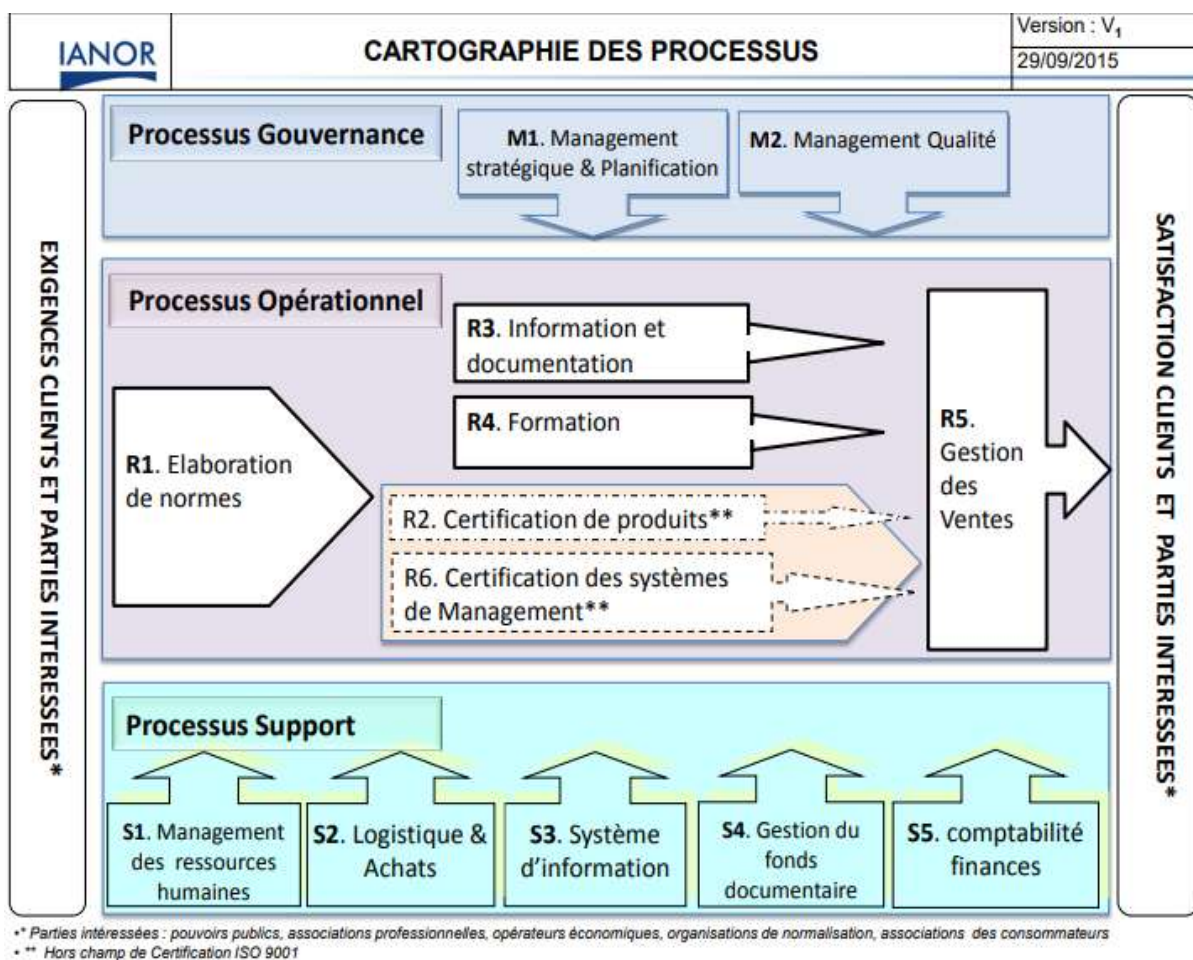 IANOR
CARTOGRAPHIE DES PROCESSUS
Version : V1
29/09/2015
EXIGENCES CLIENTS ET PARTIES INTERESSEES*
Processus Gouvernance
M1. Management
stratégique & Planification
M2. Management Qualité
Processus Opérationnel
R3. Information et
documentation
R4. Formation
R1. Elaboration
de normes
R2. Certification de produits**
R6. Certification des systèmes
de Management**
R5.
Gestion
des
Ventes
Processus Support
S1. Management
des ressources
humaines
S2. Logistique &
Achats
S3. Système
d’information
S4. Gestion du
fonds
documentaire
S5. comptabilité
finances
SATISFACTION CLIENTS ET PARTIES INTERESSEES*
•* Parties intéressées : pouvoirs publics, associations professionnelles, opérateurs économiques, organisations de normalisation, associations des consommateurs
• ** Hors champ de Certification ISO 9001